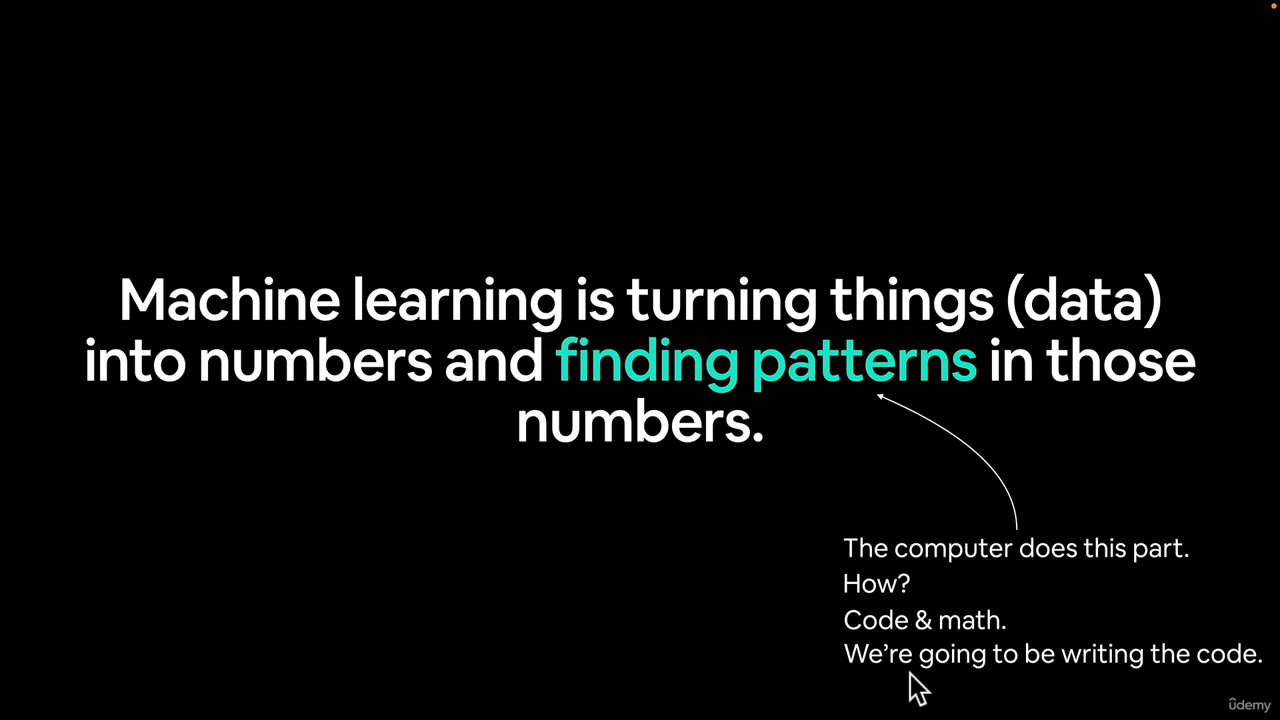 Machine learning is turning things (data)
into numbers and finding patterns in those
numbers.
The computer does this part.
How?
Code & math.
We’re going to be writing the code.
ûdemy